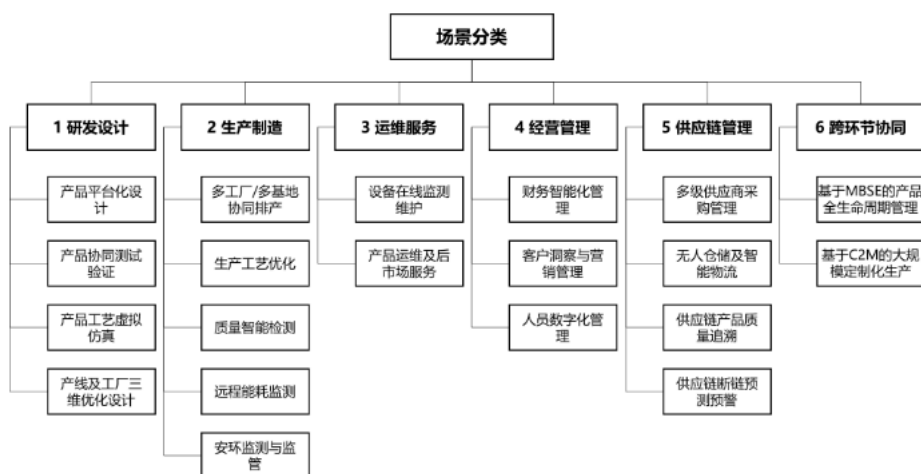 场景分类
1 研发设计
产品平台化设
计
产品协同测试
验证
产品工艺虚拟
仿真
产线及工厂三
维优化设计
2 生产制造
多工厂/多基地
协同排产
生产工艺优化
质量智能检测
远程能耗监测
安环监测与监
管
3 运维服务
设备在线监测
维护
产品运维及后
市场服务
4 经营管理
财务智能化管
理
客户洞察与营
销管理
人员数字化管
理
5 供应链管理
多级供应商采
购管理
无人仓储及智
能物流
供应链产品质
量追溯
供应链断链预
测预警
6 跨环节协同
基于MBSE的产品
全生命周期管理
基于C2M的大规
模定制化生产